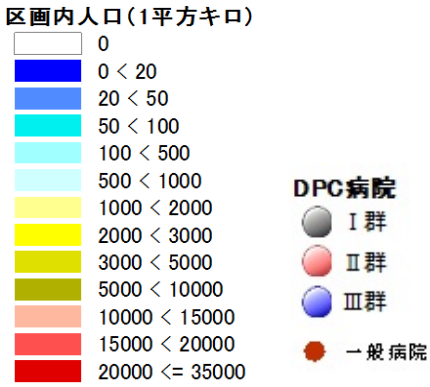 区画内人口(1平方キロ)
0
0 < 20
20 < 50
50 < 100
100 < 500
500 < 1000
1000 < 2000
2000 < 3000
3000 < 5000
5000 < 10000
10000 < 15000
15000 < 20000
20000 <= 35000
DPC病院
Ⅰ群
Ⅱ群
Ⅲ群
一般病院